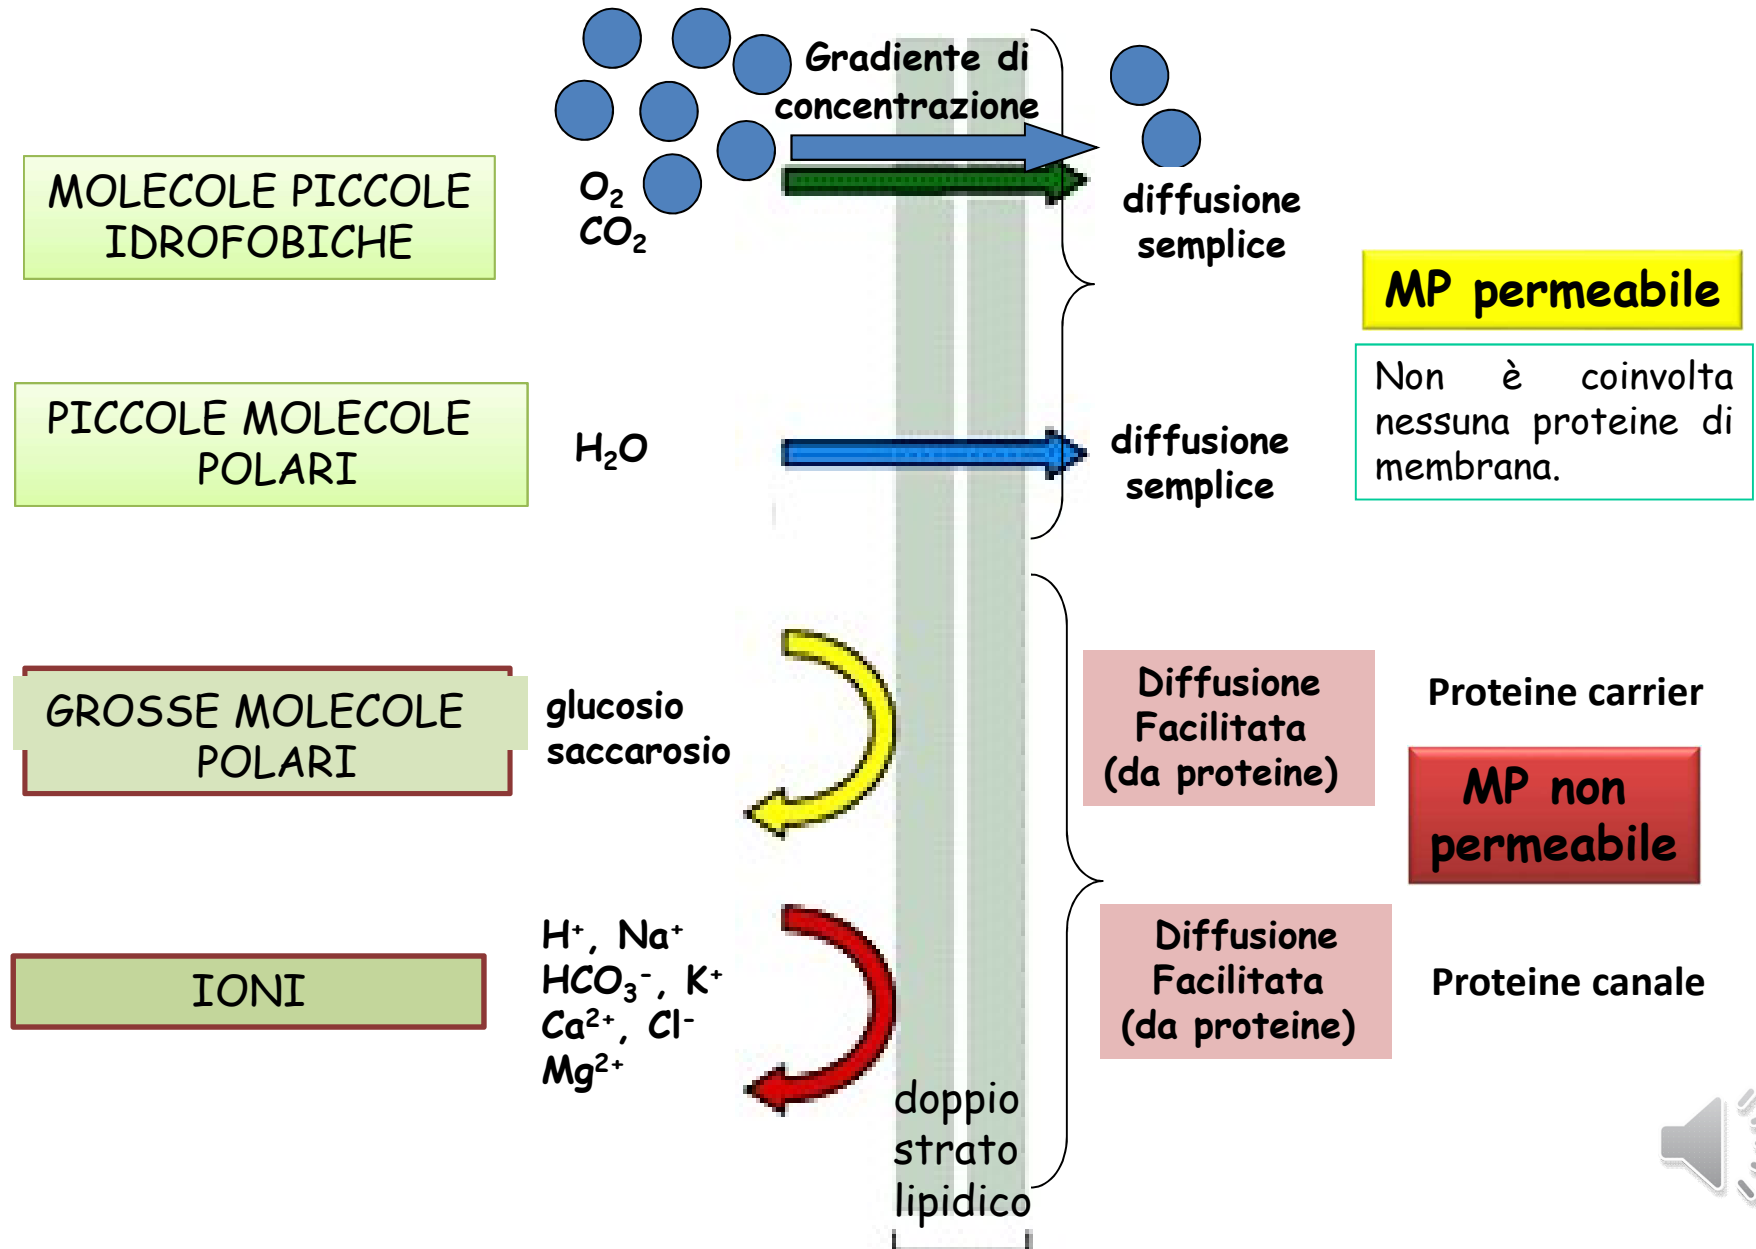 Gradiente di
concentrazione
MOLECOLE PICCOLE
IDROFOBICHE
O₂
CO₂
diffusione
semplice
MP permeabile
Non è coinvolta
nessuna proteine di
membrana.
PICCOLE MOLECOLE
POLARI
H₂O
diffusione
semplice
GROSSE MOLECOLE
POLARI
glucosio
saccarosio
Diffusione
Facilitata
(da proteine)
Proteine carrier
MP non
permeabile
IONI
H⁺, Na⁺
HCO₃⁻, K⁺
Ca²⁺, Cl⁻
Mg²⁺
Diffusione
Facilitata
(da proteine)
Proteine canale
doppio
strato
lipidico